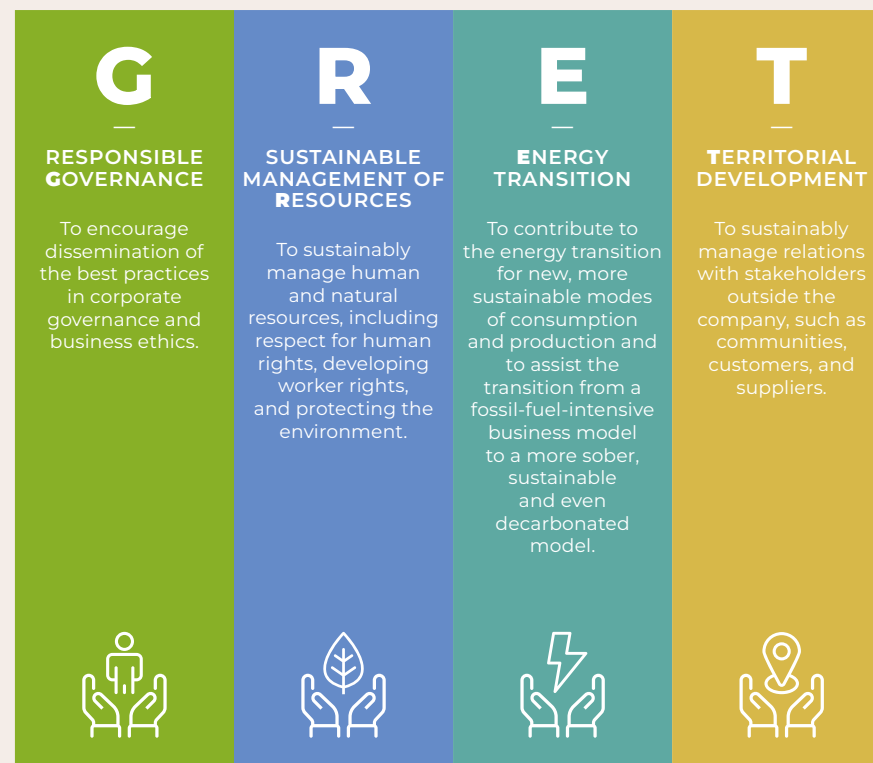 G
RESPONSIBLE
GOVERNANCE
To encourage
dissemination of
the best practices
in corporate
governance and
business ethics.
R
SUSTAINABLE
MANAGEMENT OF
RESOURCES
To sustainably
manage human
and natural
resources, including
respect for human
rights, developing
worker rights,
and protecting the
environment.
E
ENERGY
TRANSITION
To contribute to
the energy transition
for new, more
sustainable modes
of consumption
and production and
to assist the
transition from a
fossil-fuel-intensive
business model
to a more sober,
sustainable
and even
decarbonated
model.
T
TERRITORIAL
DEVELOPMENT
To sustainably
manage relations
with stakeholders
outside the
company, such as
communities,
customers, and
suppliers.